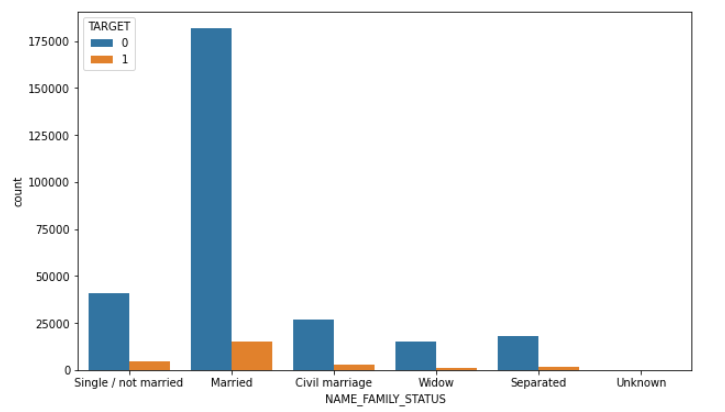 TARGET
0
1
175000
150000
125000
100000
75000
50000
25000
0
count
Single / not married Married Civil marriage Widow Separated Unknown
NAME_FAMILY_STATUS